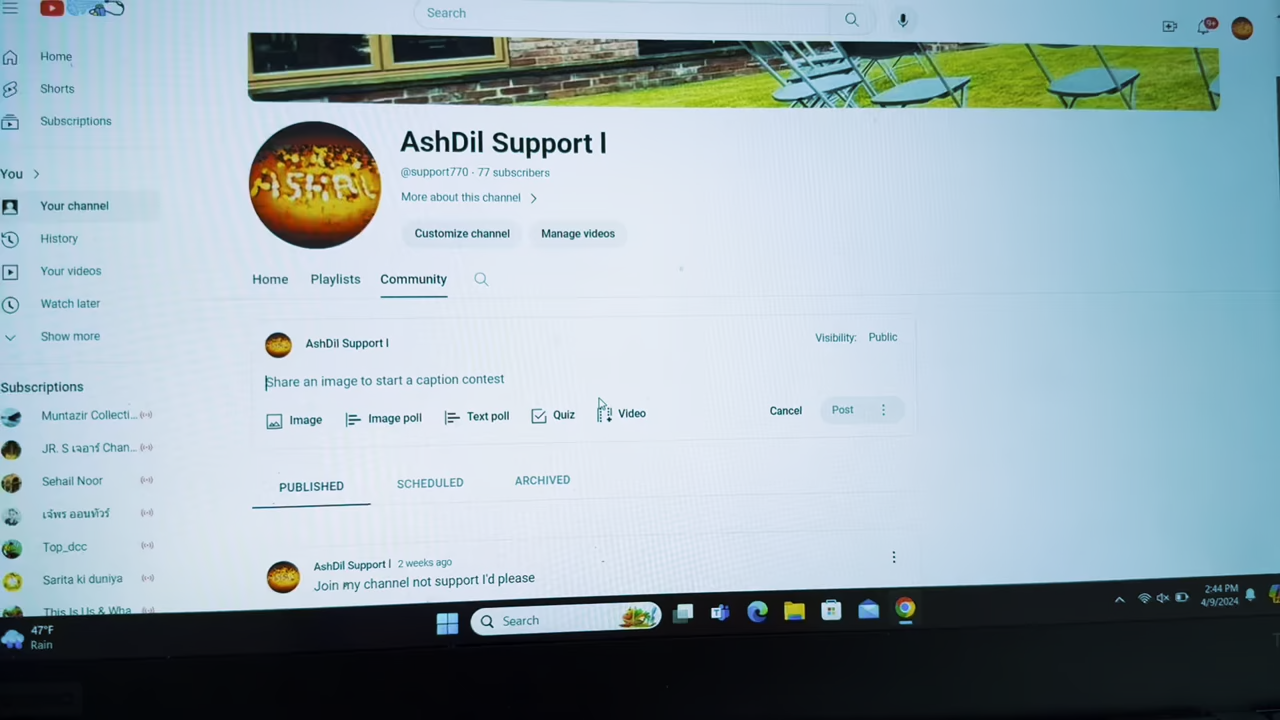 Search
9+
Home
Shorts
Subscriptions
You
Your channel
History
Your videos
Watch later
Show more
Subscriptions
Muntazir Collecti...
JR. S เจอาร์ Chan...
Sehail Noor
เจ๊พร ออนทัวร์
Top_dcc
Sarita ki duniya
This Is Us & Wha
AshDil Support I
@support770 · 77 subscribers
More about this channel
Customize channel
Manage videos
Home
Playlists
Community
AshDil Support I
Visibility: Public
Share an image to start a caption contest
Image
Image poll
Text poll
Quiz
Video
Cancel
Post
PUBLISHED
SCHEDULED
ARCHIVED
AshDil Support I 2 weeks ago
Join my channel not support I'd please
47°F
Rain
Search
2:44 PM
4/9/2024